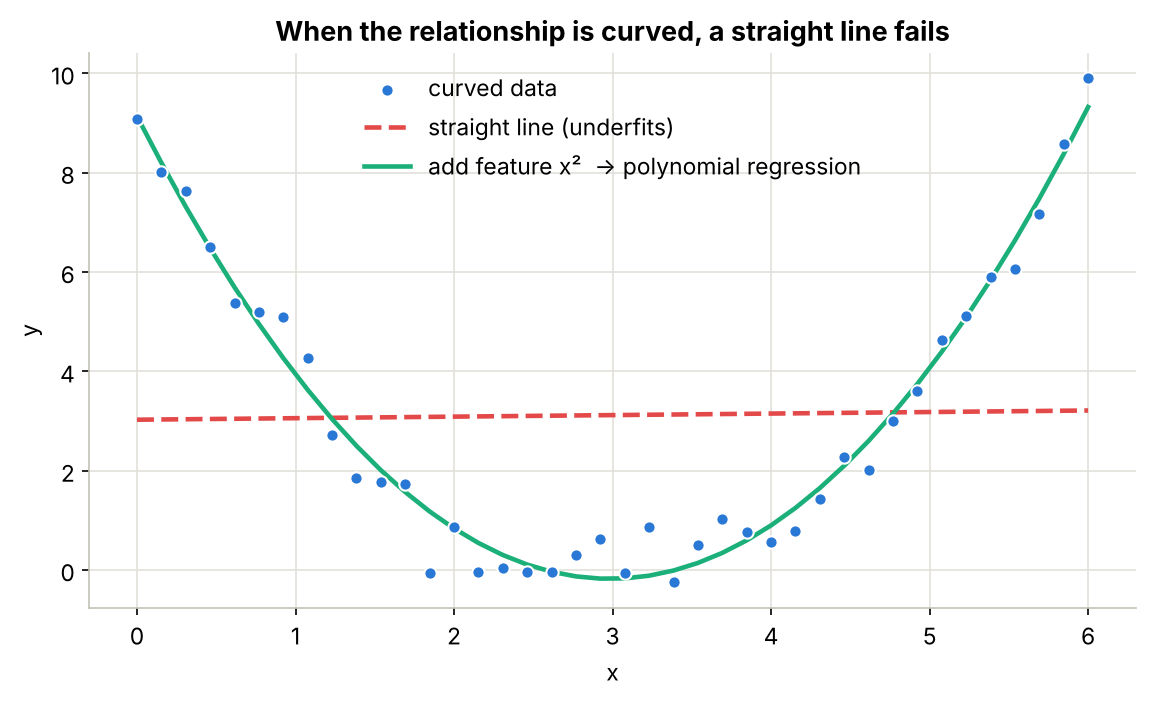 When the relationship is curved, a straight line fails
curved data
straight line (underfits)
add feature x² → polynomial regression
10
8
6
4
2
0
y
0 1 2 3 4 5 6
x